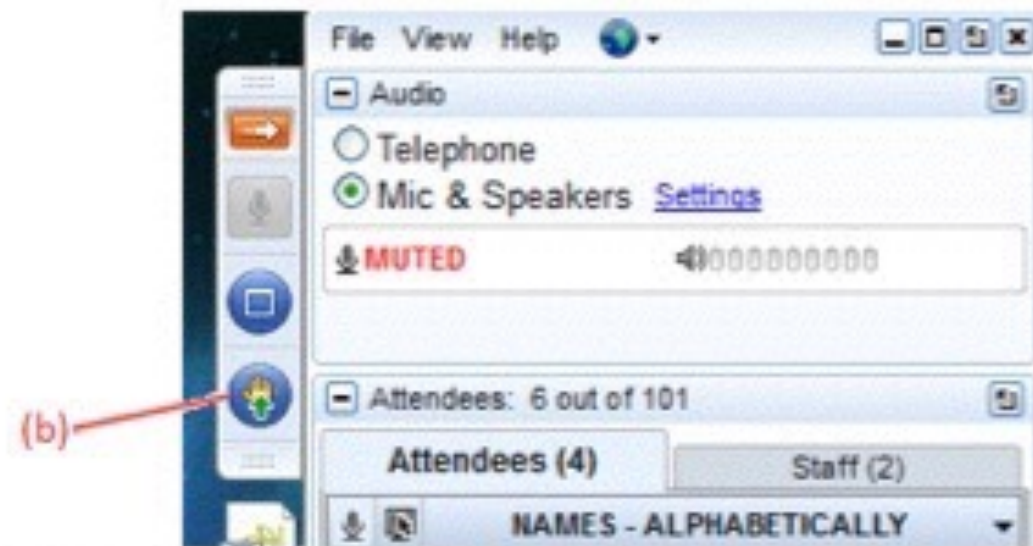 File View Help
Audio
Telephone
Mic & Speakers Settings
MUTED
Attendees: 6 out of 101
(b)
Attendees (4) Staff (2)
NAMES - ALPHABETICALLY